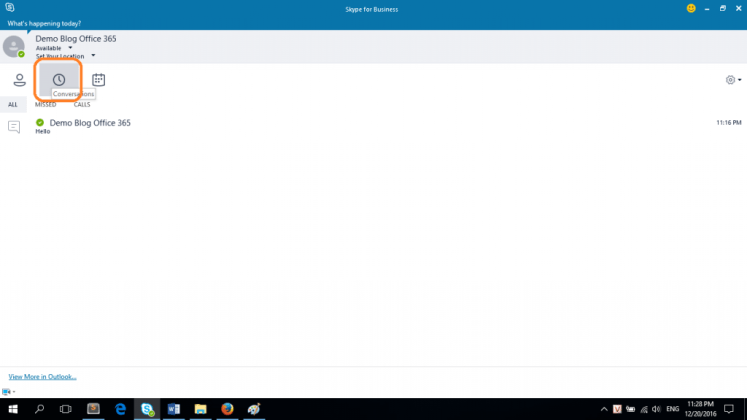 Skype for Business
What's happening today?
Demo Blog Office 365
Available
Set Your Location
Conversations
ALL MISSED CALLS
Demo Blog Office 365 11:16 PM
Hello
View More in Outlook...
ENG 11:28 PM
12/20/2016